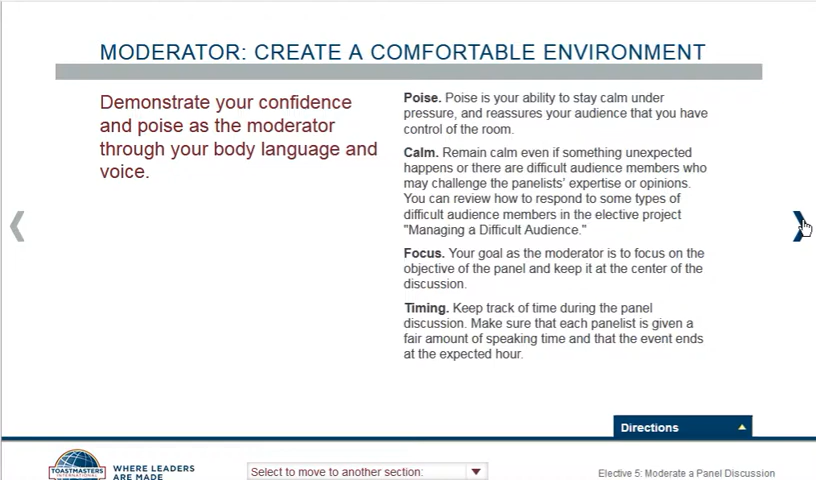 MODERATOR: CREATE A COMFORTABLE ENVIRONMENT
Demonstrate your confidence
and poise as the moderator
through your body language and
voice.
Poise. Poise is your ability to stay calm under
pressure, and reassures your audience that you have
control of the room.
Calm. Remain calm even if something unexpected
happens or there are difficult audience members who
may challenge the panelists' expertise or opinions.
You can review how to respond to some types of
difficult audience members in the elective project
"Managing a Difficult Audience."
Focus. Your goal as the moderator is to focus on the
objective of the panel and keep it at the center of the
discussion.
Timing. Keep track of time during the panel
discussion. Make sure that each panelist is given a
fair amount of speaking time and that the event ends
at the expected hour.
Directions
TOASTMASTERS
INTERNATIONAL
WHERE LEADERS
ARE MADE
Select to move to another section:
Elective 5: Moderate a Panel Discussion